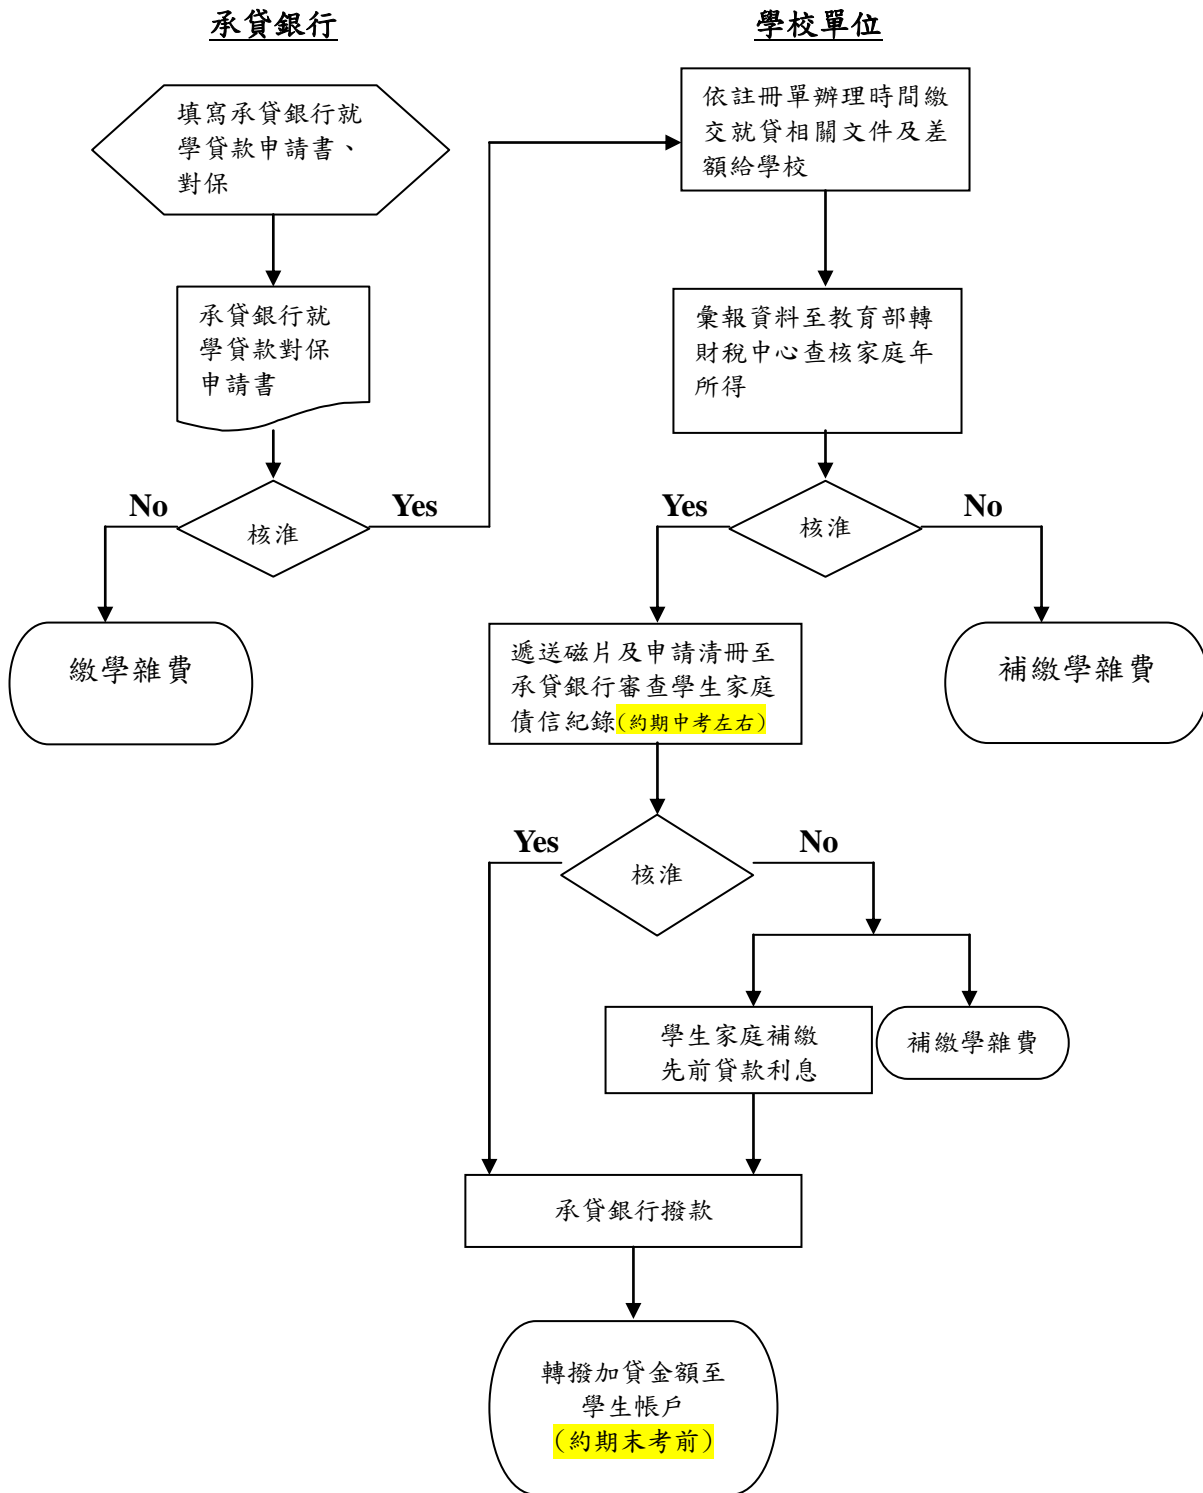 承貸銀行
學校單位
填寫承貸銀行就
學貸款申請書、
對保
依註冊單辦理時間繳
交就貸相關文件及差
額給學校
承貸銀行就
學貸款對保
申請書
彙報資料至教育部轉
財稅中心查核家庭年
所得
No
核准
Yes
Yes
核准
No
繳學雜費
遞送磁片及申請清冊至
承貸銀行審查學生家庭
債信紀錄(約期中考左右)
補繳學雜費
Yes
核准
No
學生家庭補繳
先前貸款利息
補繳學雜費
承貸銀行撥款
轉撥加貸金額至
學生帳戶
(約期末考前)